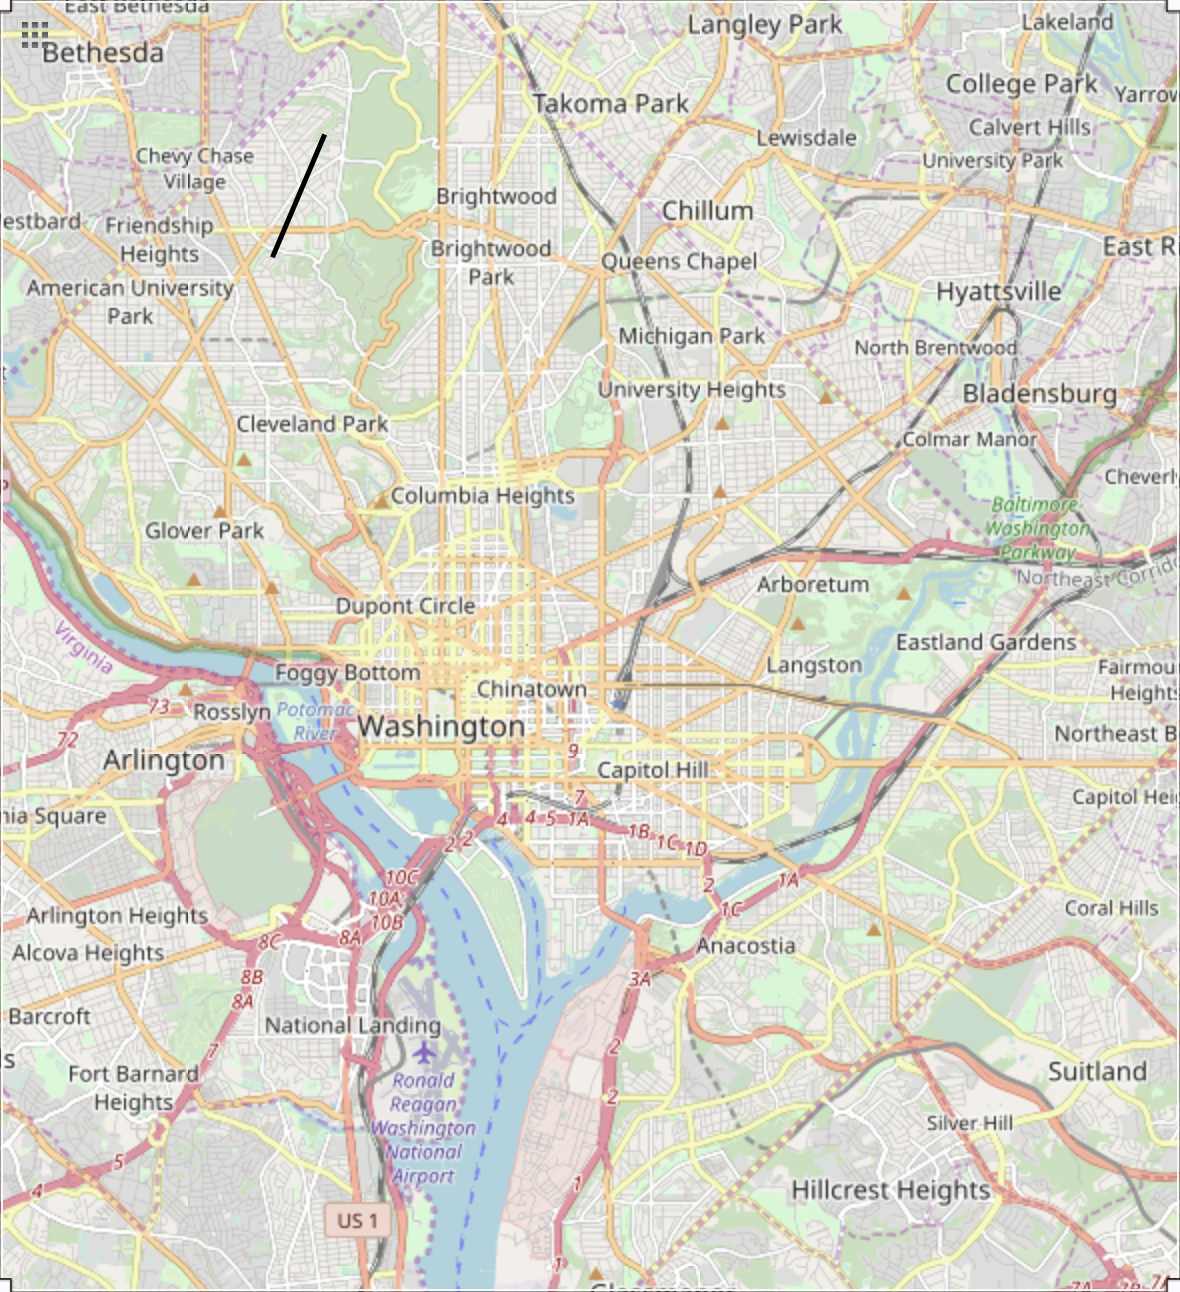 East Bethesda
Bethesda
Langley Park
Lakeland
College Park
Takoma Park
Yarrow
Calvert Hills
Lewisdale
Chevy Chase
Village
University Park
Brightwood
Chillum
estbard
Friendship
Heights
Brightwood
Park
East Ri
Queens Chapel
American University
Park
Hyattsville
Michigan Park
North Brentwood
University Heights
Bladensburg
Cleveland Park
Colmar Manor
Cheverly
Columbia Heights
Baltimore-
Washington
Parkway
Glover Park
Northeast Corrido
Arboretum
Dupont Circle
Virginia
Eastland Gardens
Foggy Bottom
Langston
Fairmou
Heights
Chinatown
73
Rosslyn
Potomac
River
Washington
72
Northeast B
9
Arlington
Capitol Hill
7
Capitol Heig
nia Square
4
4
5
1A
1B
1C
1D
2
2
10C
10A
10B
2
1A
1C
Arlington Heights
Coral Hills
8C
8A
Alcova Heights
Anacostia
8B
8A
3A
Barcroft
National Landing
7
2
s
Fort Barnard
Heights
Ronald
Reagan
Washington
National
Airport
Suitland
2
Silver Hill
5
4
1
Hillcrest Heights
US 1
1
7A
7B
7A